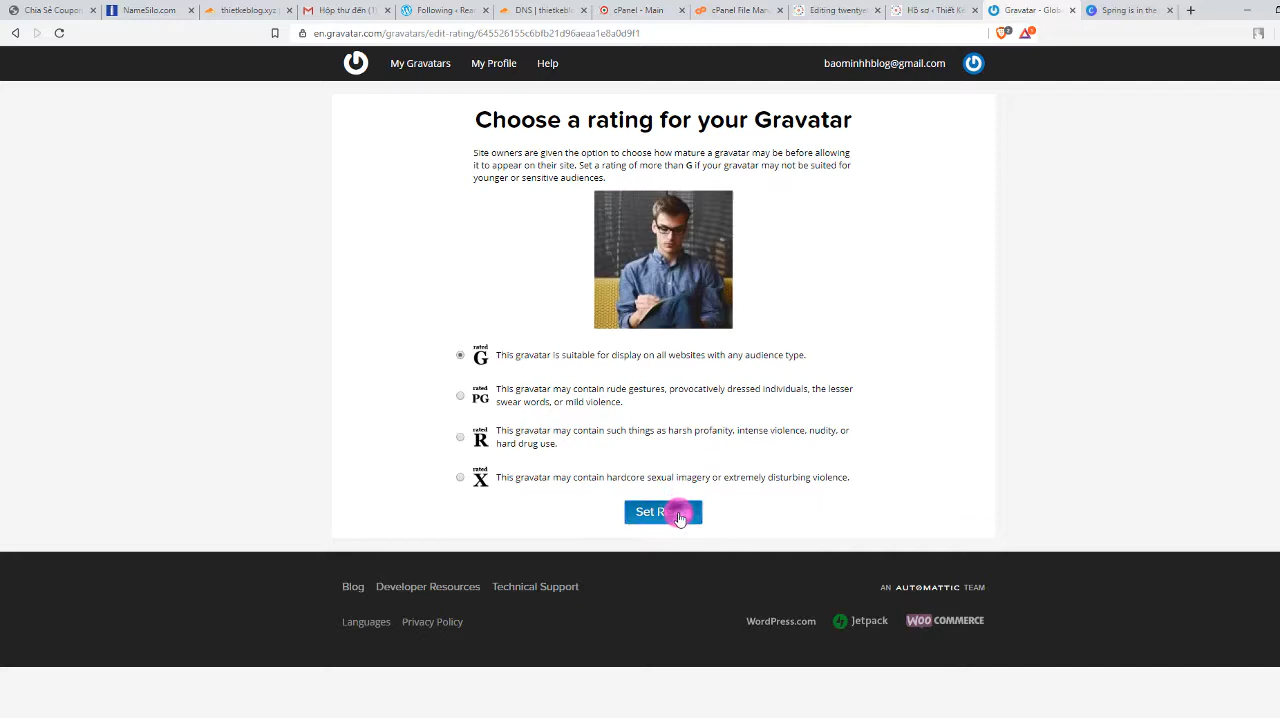 Chia Sẻ Coupon
NameSilo.com
thietkeblog.xyz
Hộp thư đến (1)
Following ‹ Rea
DNS | thietkeblo
cPanel - Main
cPanel File Man
Editing twentye
Hồ sơ ‹ Thiết Kế
Gravatar - Glob
Spring is in the
en.gravatar.com/gravatars/edit-rating/645526155c6bfb21d96aeaa1e8a0d9f1
My Gravatars
My Profile
Help
baominhhblog@gmail.com
Choose a rating for your Gravatar
Site owners are given the option to choose how mature a gravatar may be before allowing
it to appear on their site. Set a rating of more than G if your gravatar may not be suited for
younger or sensitive audiences.
rated
G This gravatar is suitable for display on all websites with any audience type.
rated
PG This gravatar may contain rude gestures, provocatively dressed individuals, the lesser
swear words, or mild violence.
rated
R This gravatar may contain such things as harsh profanity, intense violence, nudity, or
hard drug use.
rated
X This gravatar may contain hardcore sexual imagery or extremely disturbing violence.
Set R
Blog
Developer Resources
Technical Support
AN AUTOMATTIC TEAM
Languages
Privacy Policy
WordPress.com
Jetpack
WOO COMMERCE